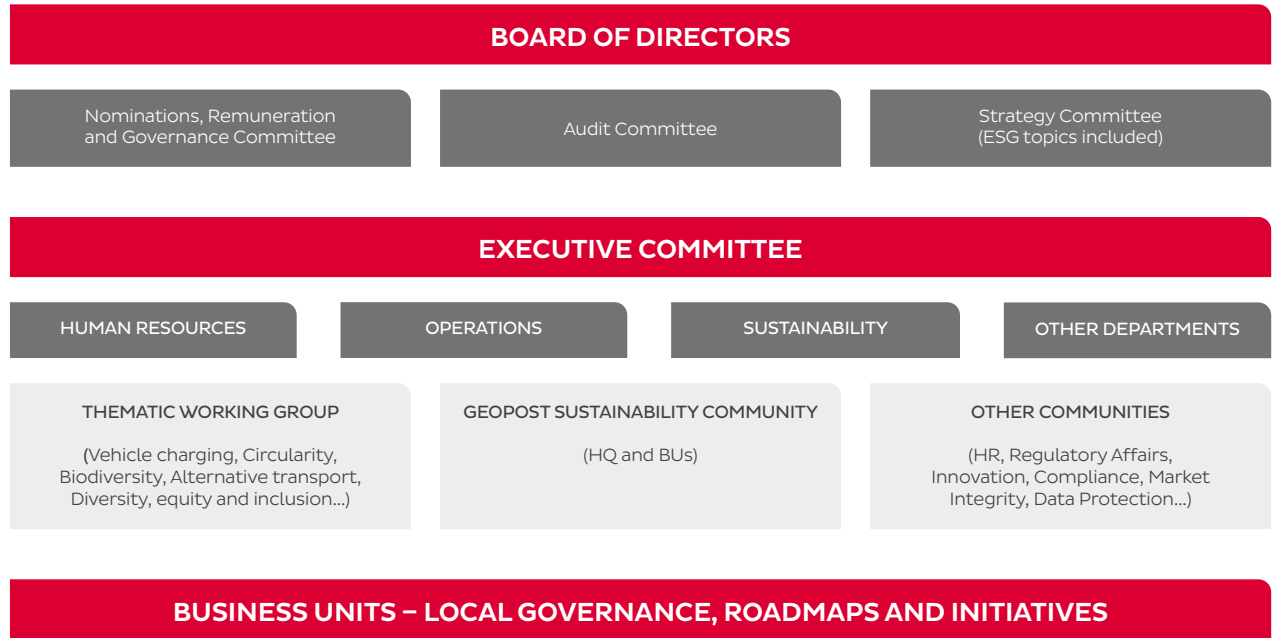 BOARD OF DIRECTORS
Nominations, Remuneration
and Governance Committee
Audit Committee
Strategy Committee
(ESG topics included)
EXECUTIVE COMMITTEE
HUMAN RESOURCES
OPERATIONS
SUSTAINABILITY
OTHER DEPARTMENTS
THEMATIC WORKING GROUP
(Vehicle charging, Circularity,
Biodiversity, Alternative transport,
Diversity, equity and inclusion...)
GEOPOST SUSTAINABILITY COMMUNITY
(HQ and BUs)
OTHER COMMUNITIES
(HR, Regulatory Affairs,
Innovation, Compliance, Market
Integrity, Data Protection...)
BUSINESS UNITS – LOCAL GOVERNANCE, ROADMAPS AND INITIATIVES